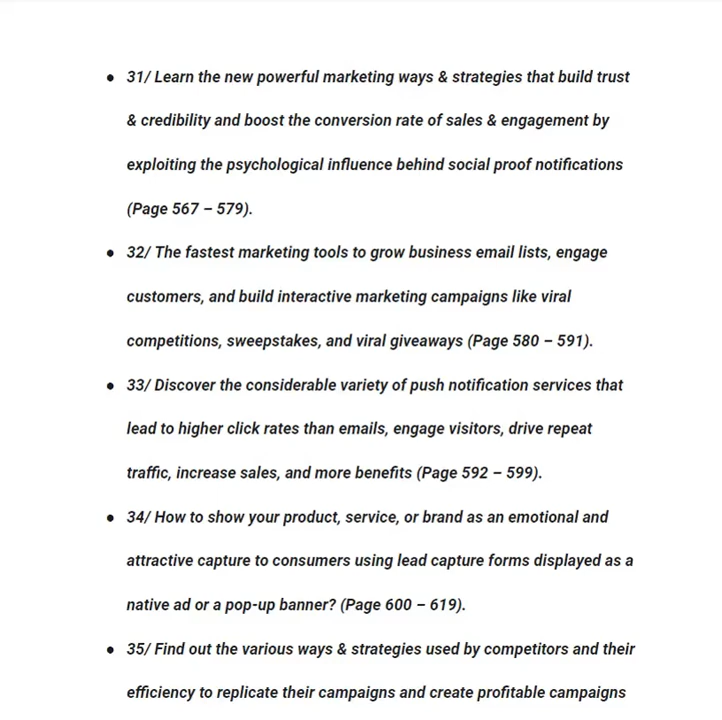 • 31/ Learn the new powerful marketing ways & strategies that build trust
& credibility and boost the conversion rate of sales & engagement by
exploiting the psychological influence behind social proof notifications
(Page 567 – 579).
• 32/ The fastest marketing tools to grow business email lists, engage
customers, and build interactive marketing campaigns like viral
competitions, sweepstakes, and viral giveaways (Page 580 – 591).
• 33/ Discover the considerable variety of push notification services that
lead to higher click rates than emails, engage visitors, drive repeat
traffic, increase sales, and more benefits (Page 592 – 599).
• 34/ How to show your product, service, or brand as an emotional and
attractive capture to consumers using lead capture forms displayed as a
native ad or a pop-up banner? (Page 600 – 619).
• 35/ Find out the various ways & strategies used by competitors and their
efficiency to replicate their campaigns and create profitable campaigns